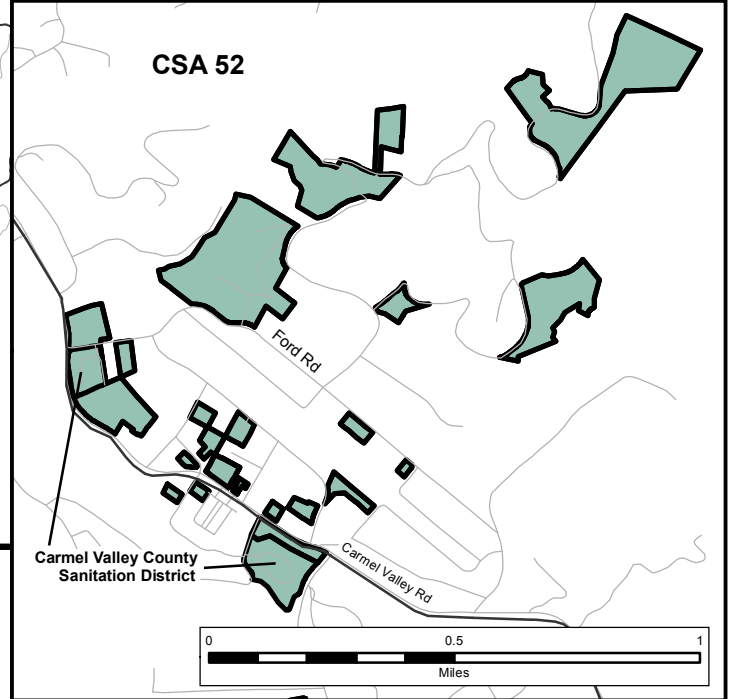 CSA 52
Ford Rd
Carmel Valley County
Sanitation District
Carmel Valley Rd
0 0.5 1
Miles